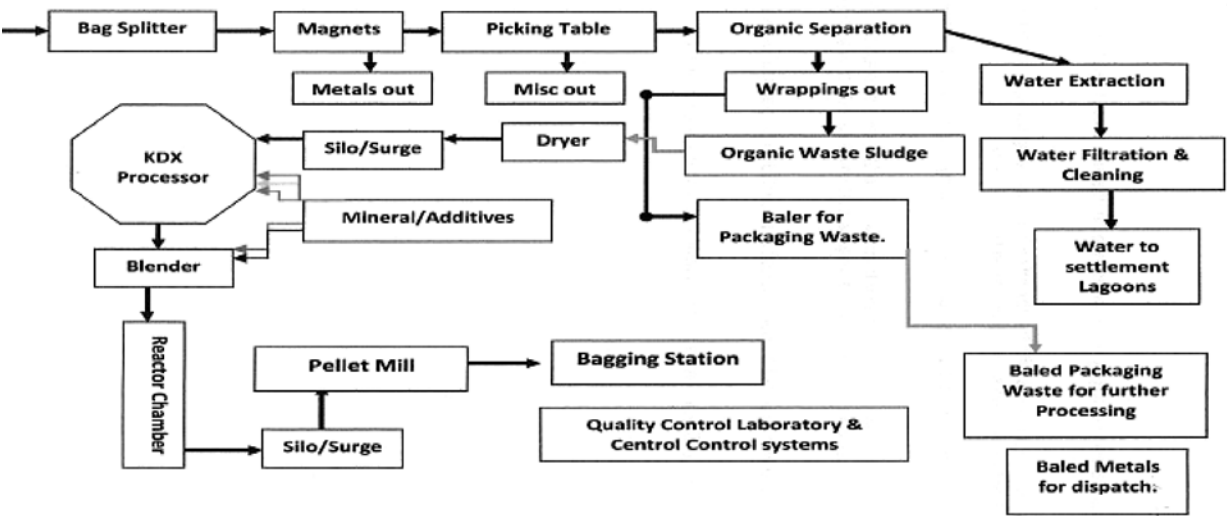 Bag Splitter
Magnets
Picking Table
Organic Separation
Metals out
Misc out
Wrappings out
Water Extraction
KDX
Processor
Silo/Surge
Dryer
Organic Waste Sludge
Water Filtration &
Cleaning
Mineral/Additives
Baler for
Packaging Waste.
Blender
Water to
settlement
Lagoons
Reactor Chamber
Pellet Mill
Bagging Station
Baled Packaging
Waste for further
Processing
Silo/Surge
Quality Control Laboratory &
Centrol Control systems
Baled Metals
for dispatch.